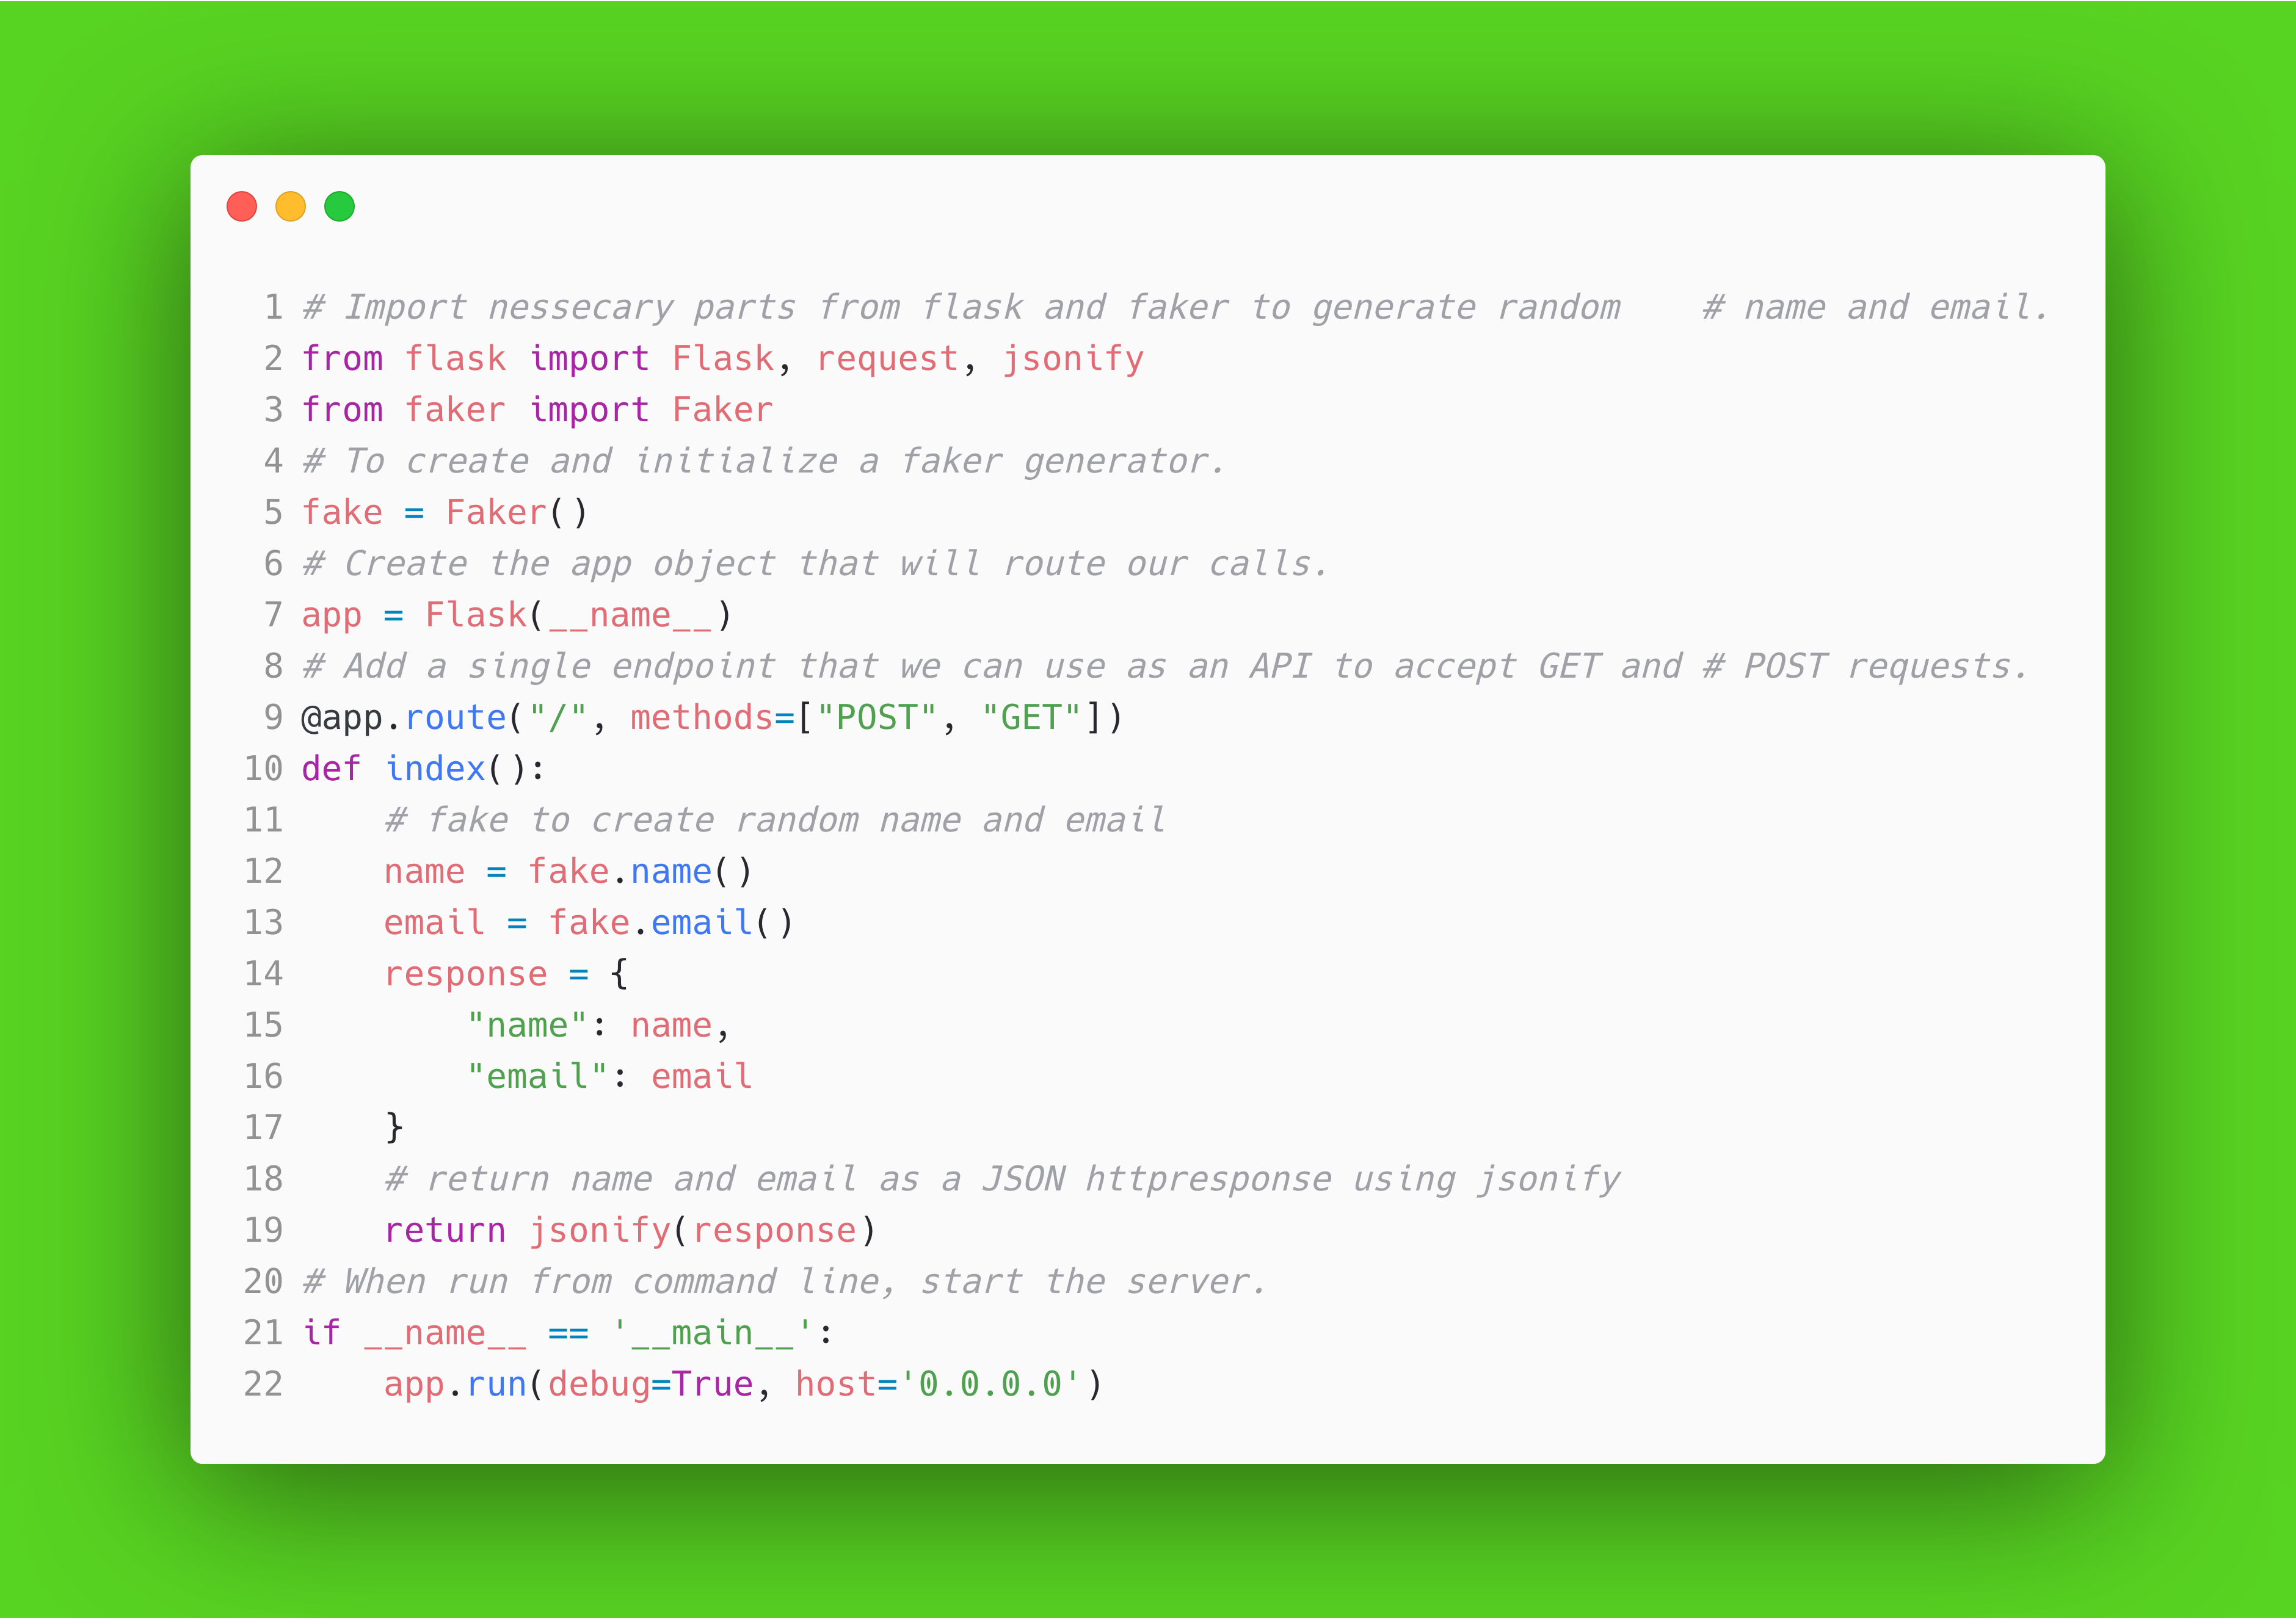 1 # Import nessecary parts from flask and faker to generate random    # name and email.
2 from flask import Flask, request, jsonify
3 from faker import Faker
4 # To create and initialize a faker generator.
5 fake = Faker()
6 # Create the app object that will route our calls.
7 app = Flask(__name__)
8 # Add a single endpoint that we can use as an API to accept GET and # POST requests.
9 @app.route("/", methods=["POST", "GET"])
10 def index():
11     # fake to create random name and email
12     name = fake.name()
13     email = fake.email()
14     response = {
15         "name": name,
16         "email": email
17     }
18     # return name and email as a JSON httpresponse using jsonify
19     return jsonify(response)
20 # When run from command line, start the server.
21 if __name__ == '__main__':
22     app.run(debug=True, host='0.0.0.0')